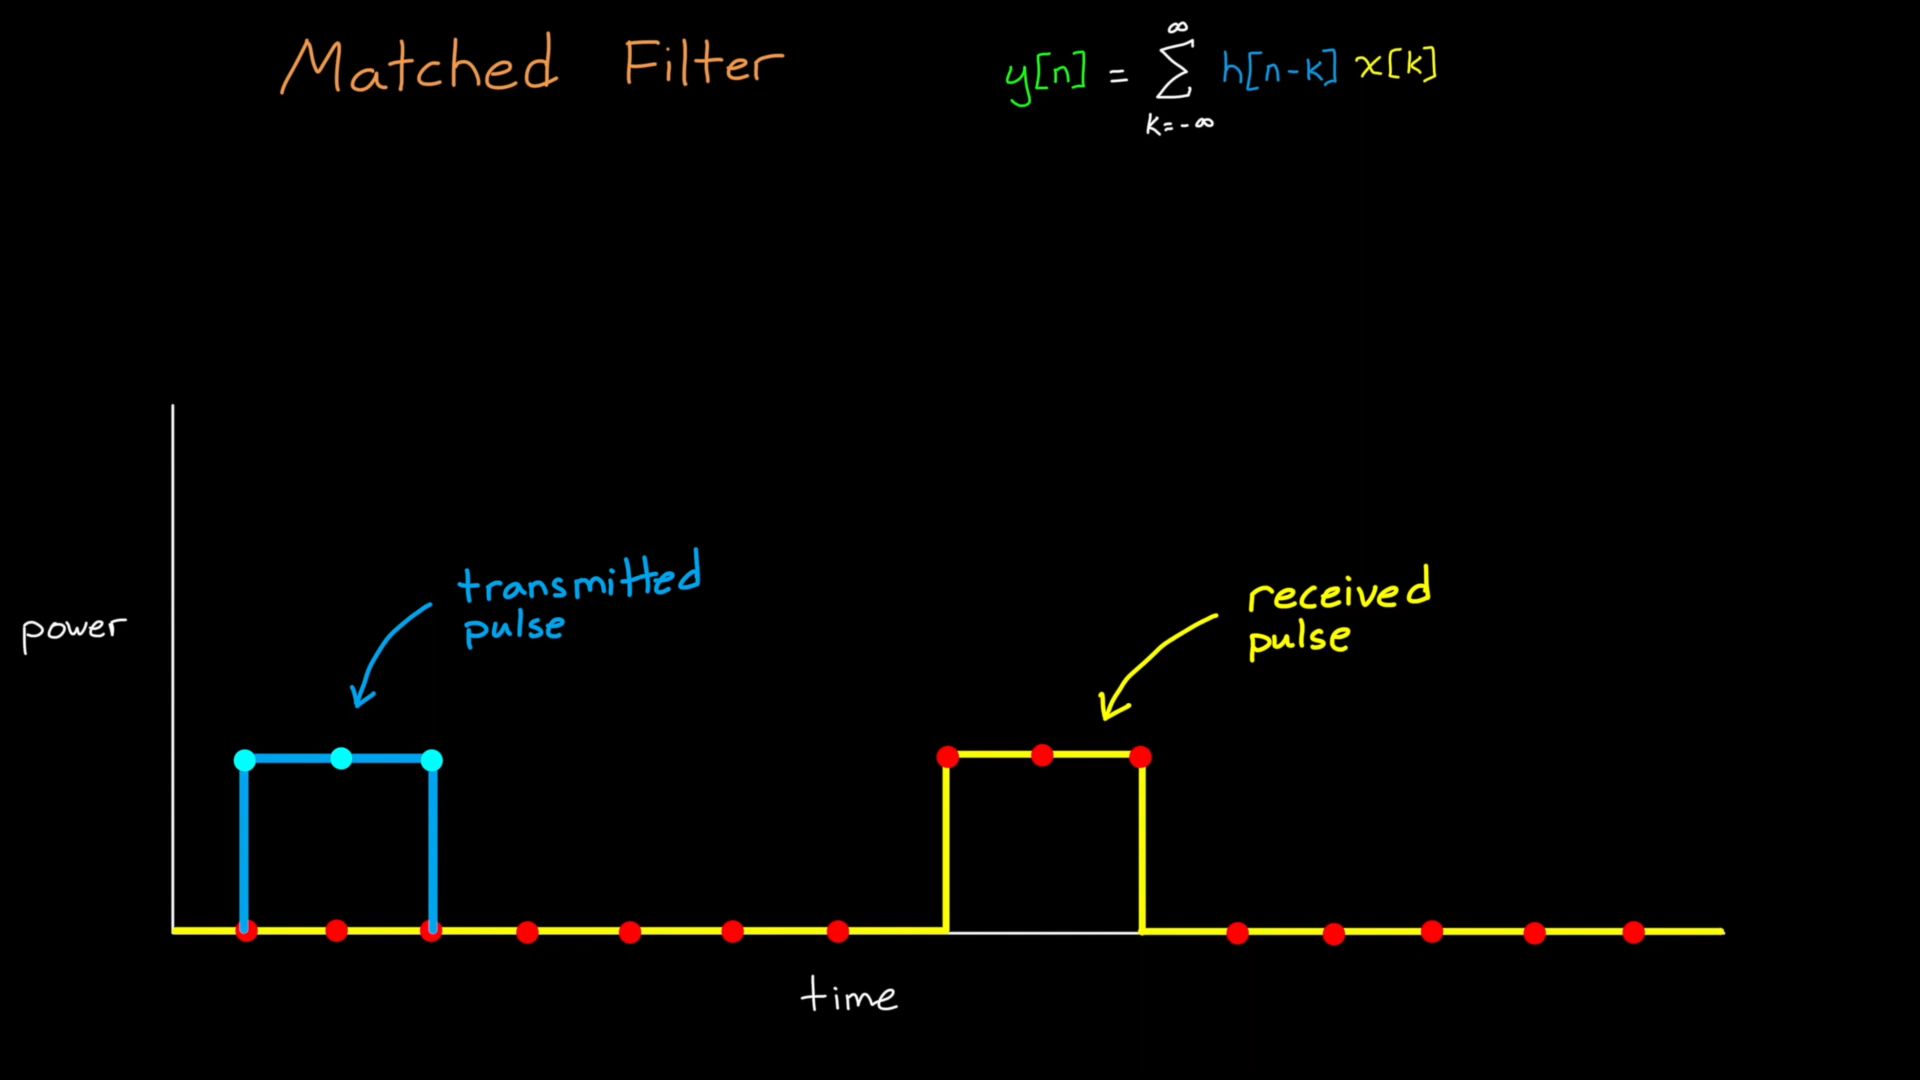 Matched Filter
y[n] = ∞∑k=-∞ h[n-k] x[k]
transmitted
pulse
received
pulse
power
time